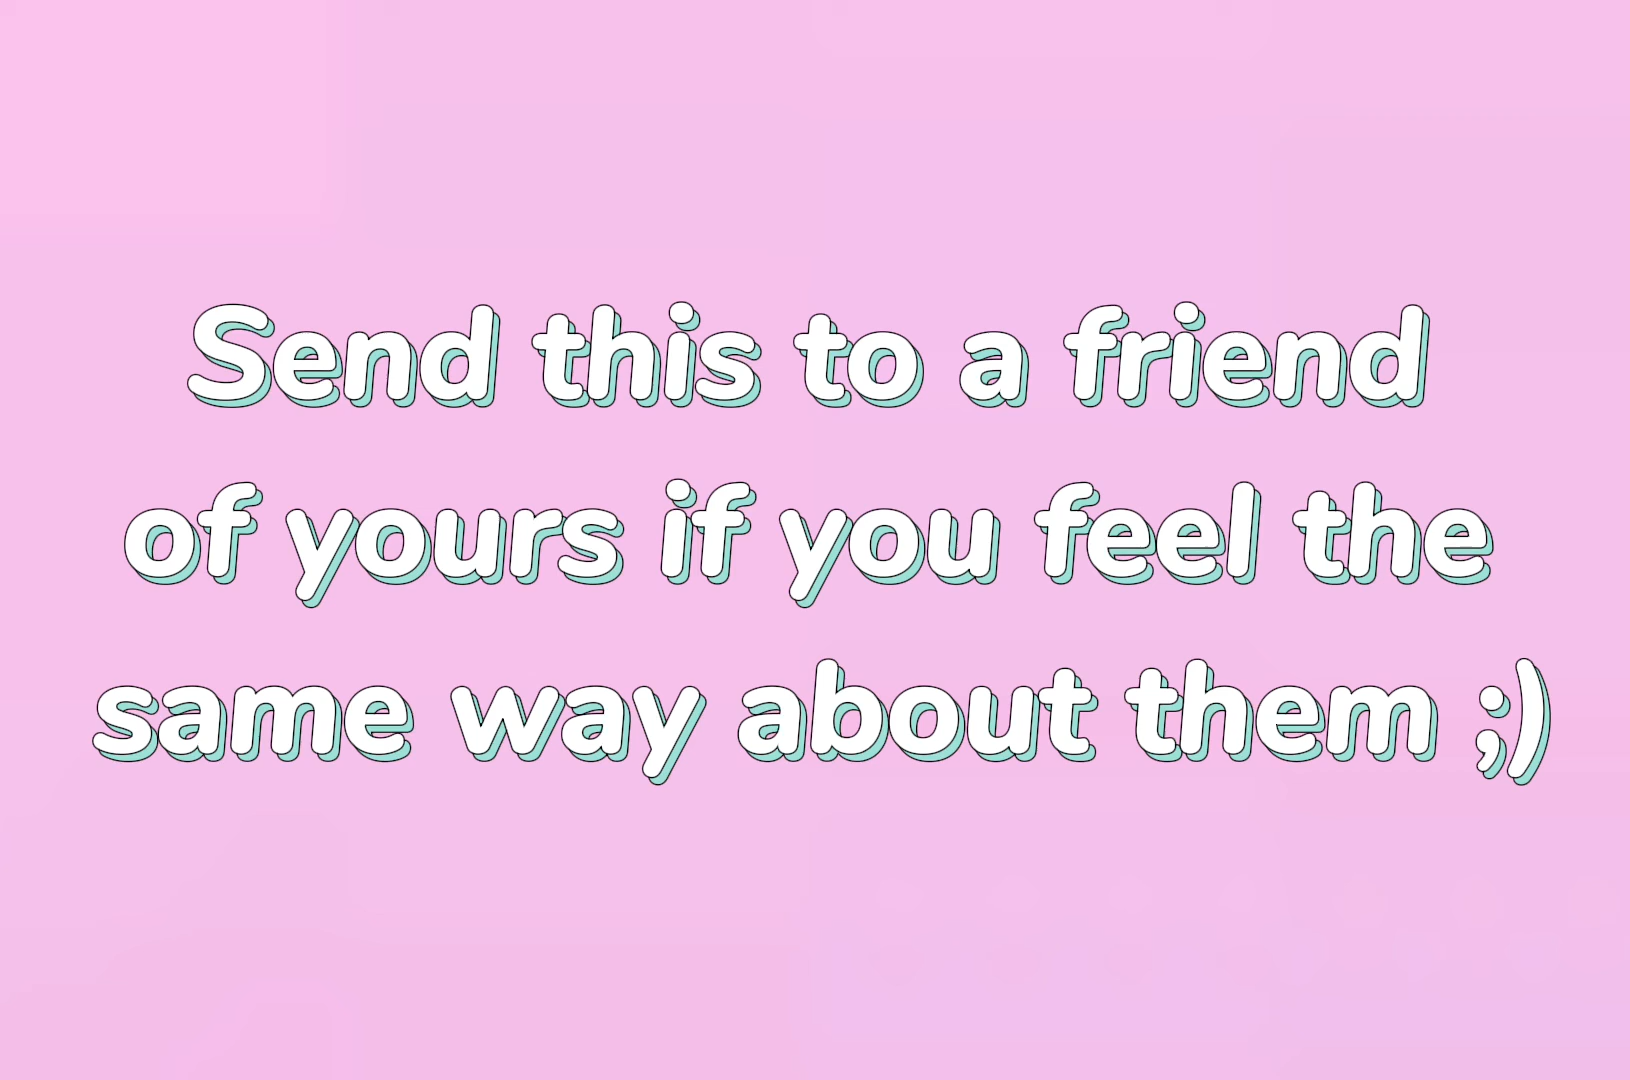 Send this to a friend
of yours if you feel the
same way about them ;)